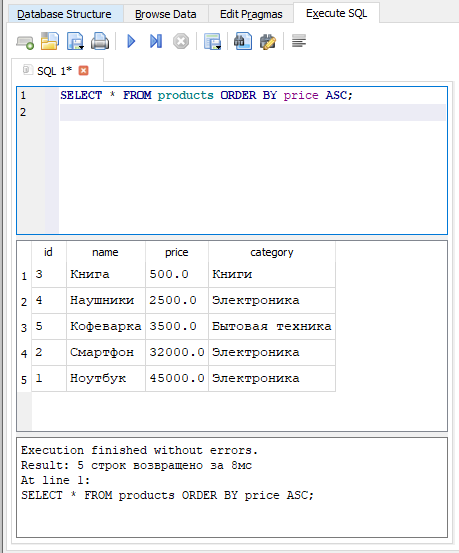 Database Structure Browse Data Edit Pragmas Execute SQL
SQL 1*
1 SELECT * FROM products ORDER BY price ASC;
2
id name price category
1 3 Книга 500.0 Книги
2 4 Наушники 2500.0 Электроника
3 5 Кофеварка 3500.0 Бытовая техника
4 2 Смартфон 32000.0 Электроника
5 1 Ноутбук 45000.0 Электроника
Execution finished without errors.
Result: 5 строк возвращено за 8мс
At line 1:
SELECT * FROM products ORDER BY price ASC;